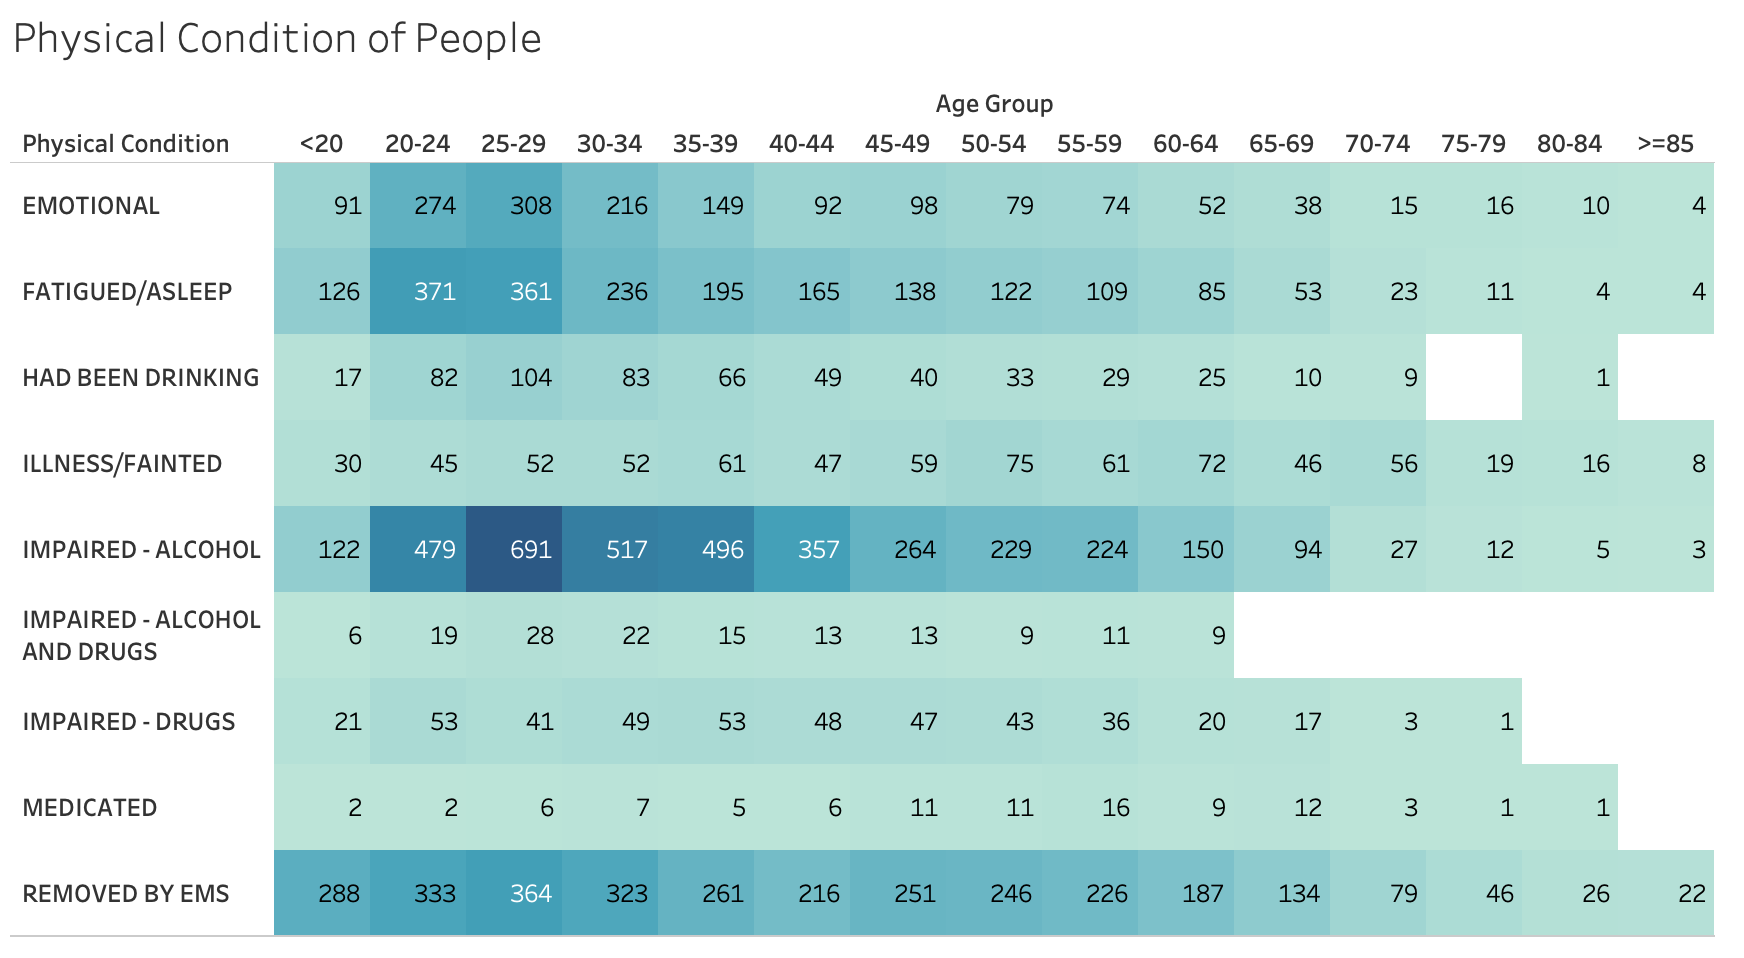 Physical Condition of People
Age Group
Physical Condition <20 20-24 25-29 30-34 35-39 40-44 45-49 50-54 55-59 60-64 65-69 70-74 75-79 80-84 >=85
EMOTIONAL 91 274 308 216 149 92 98 79 74 52 38 15 16 10 4
FATIGUED/ASLEEP 126 371 361 236 195 165 138 122 109 85 53 23 11 4 4
HAD BEEN DRINKING 17 82 104 83 66 49 40 33 29 25 10 9 1
ILLNESS/FAINTED 30 45 52 52 61 47 59 75 61 72 46 56 19 16 8
IMPAIRED - ALCOHOL 122 479 691 517 496 357 264 229 224 150 94 27 12 5 3
IMPAIRED - ALCOHOL
AND DRUGS 6 19 28 22 15 13 13 9 11 9
IMPAIRED - DRUGS 21 53 41 49 53 48 47 43 36 20 17 3 1
MEDICATED 2 2 6 7 5 6 11 11 16 9 12 3 1 1
REMOVED BY EMS 288 333 364 323 261 216 251 246 226 187 134 79 46 26 22